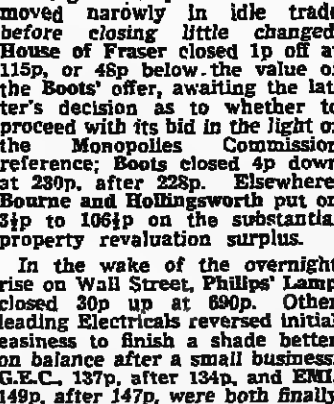 moved narowly in idle trade
before closing little changed
House of Fraser closed 1p off at
115p, or 48p below the value of
the Boots' offer, awaiting the lat-
ter's decision as to whether to
proceed with its bid in the light of
the Monopolies Commission
reference; Boots closed 4p down
at 230p, after 228p. Elsewhere
Bourne and Hollingsworth put on
3½p to 106½p on the substantial
property revaluation surplus.
In the wake of the overnight
rise on Wall Street, Philips' Lamp
closed 30p up at 690p. Other
leading Electricals reversed initial
easiness to finish a shade better
on balance after a small business.
G.E.C., 137p, after 134p, and EMI,
149p, after 147p, were both finally